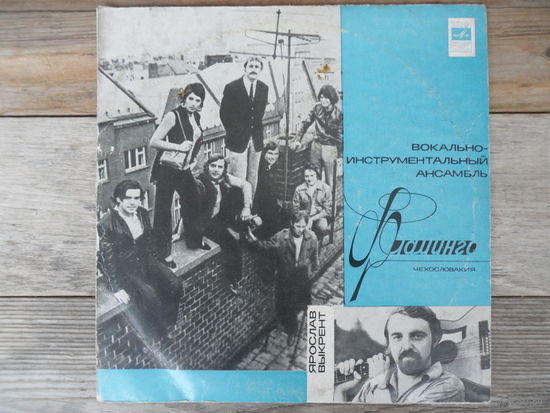 ВОКАЛЬНО-
ИНСТРУМЕНТАЛЬНЫЙ
АНСАМБЛЬ
Фламинго
ЧЕХОСЛОВАКИЯ
ЯРОСЛАВ
ВЫКРЕНТ